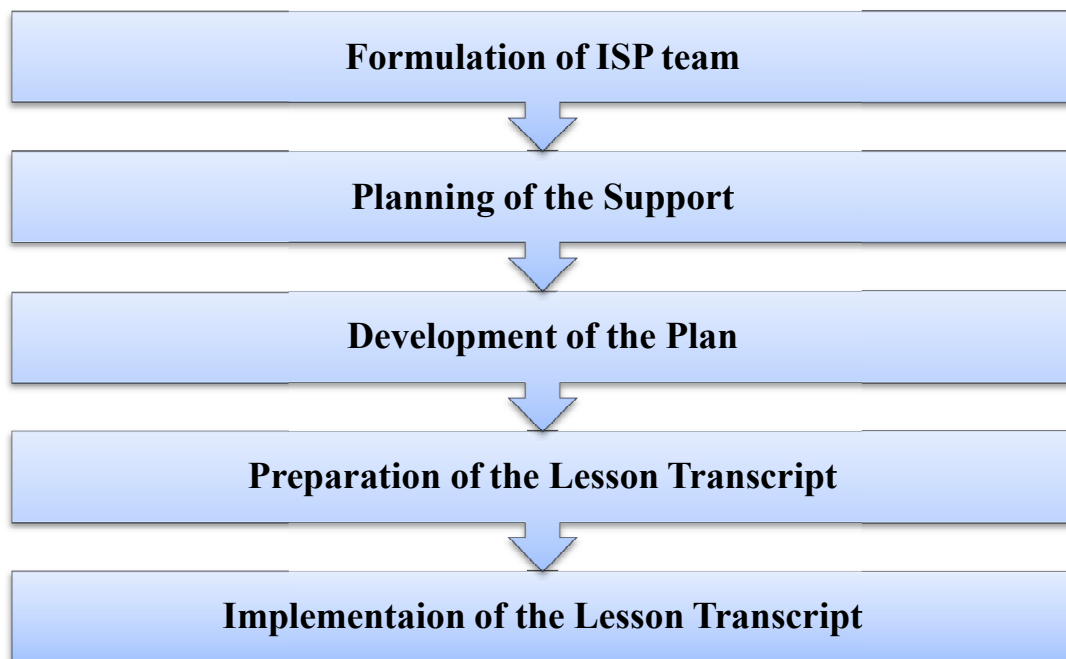 Formulation of ISP team
Planning of the Support
Development of the Plan
Preparation of the Lesson Transcript
Implementaion of the Lesson Transcript